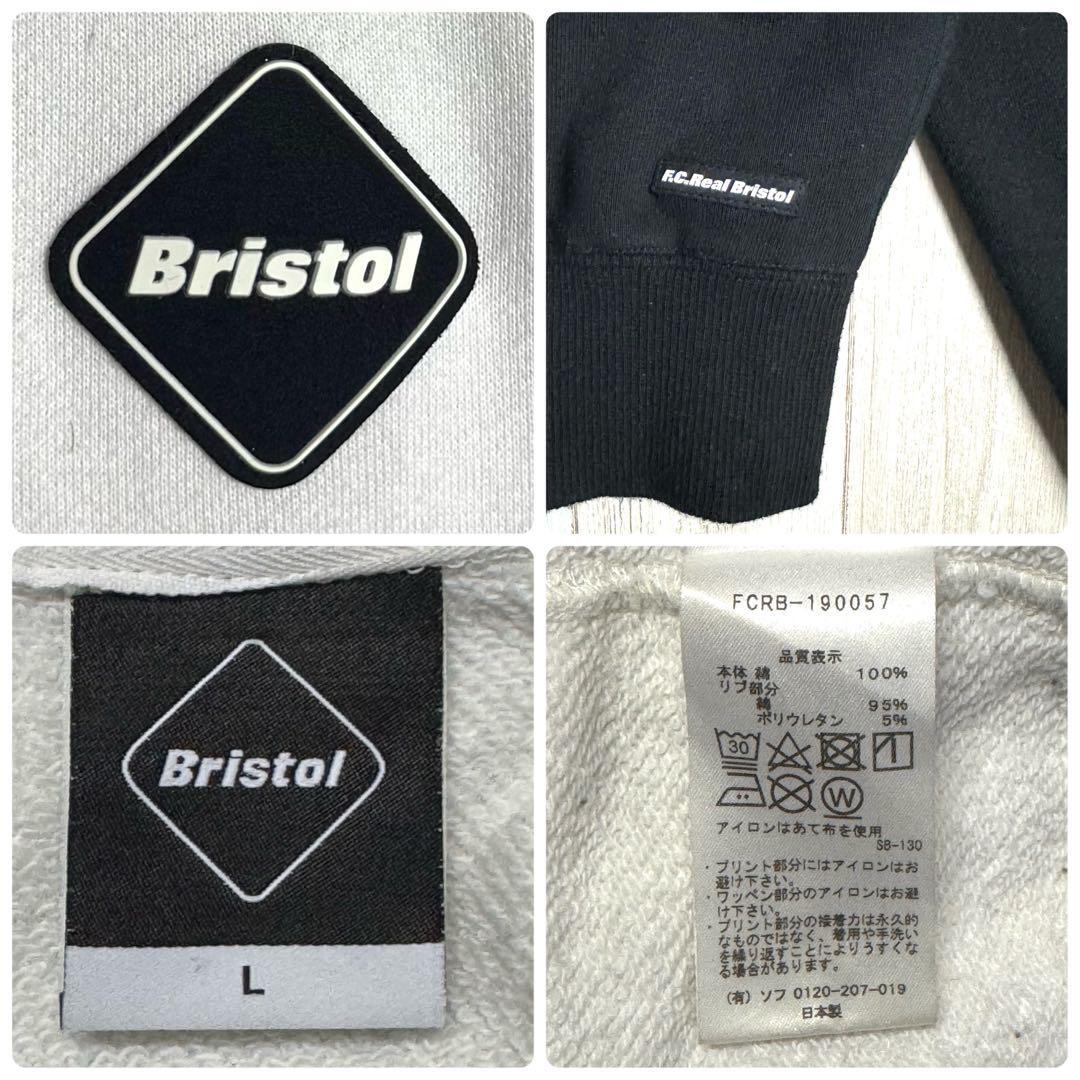 Bristol
F.C.Real Bristol
Bristol
L
FCRB-190057
品質表示
本体 綿 100%
リブ部分
綿 95%
ポリウレタン 5%
30
W
アイロンはあて布を使用
SB-130
・プリント部分にはアイロンはお
避け下さい。
・ワッペン部分のアイロンはお避
け下さい。
・プリント部分の接着力は永久的
なものではなく、着用や手洗い
を繰り返すことによりうすくな
る場合があります。
(有) ソフ 0120-207-019
日本製